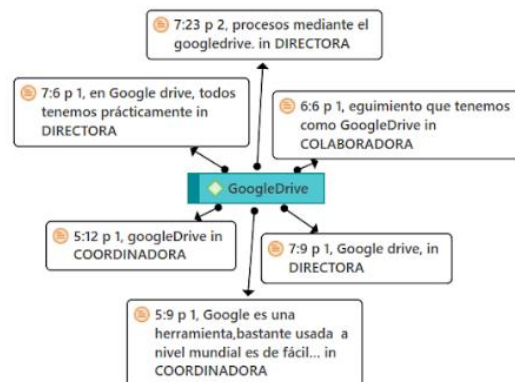 7:23 p 2, procesos mediante el
googledrive. in DIRECTORA
7:6 p 1, en Google drive, todos
tenemos prácticamente in
DIRECTORA
6:6 p 1, eguimiento que tenemos
como GoogleDrive in
COLABORADORA
GoogleDrive
5:12 p 1, googleDrive in
COORDINADORA
7:9 p 1, Google drive, in
DIRECTORA
5:9 p 1, Google es una
herramienta,bastante usada a
nivel mundial es de fácil... in
COORDINADORA